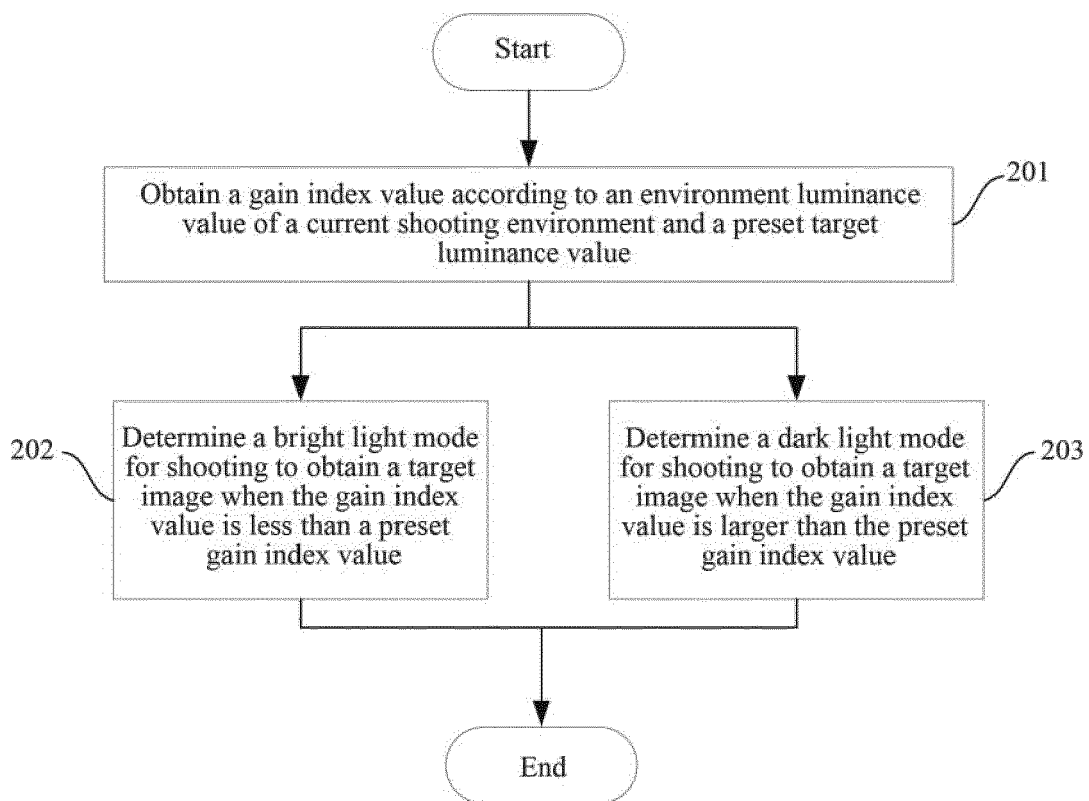 Start
Obtain a gain index value according to an environment luminance
value of a current shooting environment and a preset target
luminance value
201
Determine a bright light mode
for shooting to obtain a target
image when the gain index
value is less than a preset
gain index value
202
Determine a dark light mode
for shooting to obtain a target
image when the gain index
value is larger than the preset
gain index value
203
End